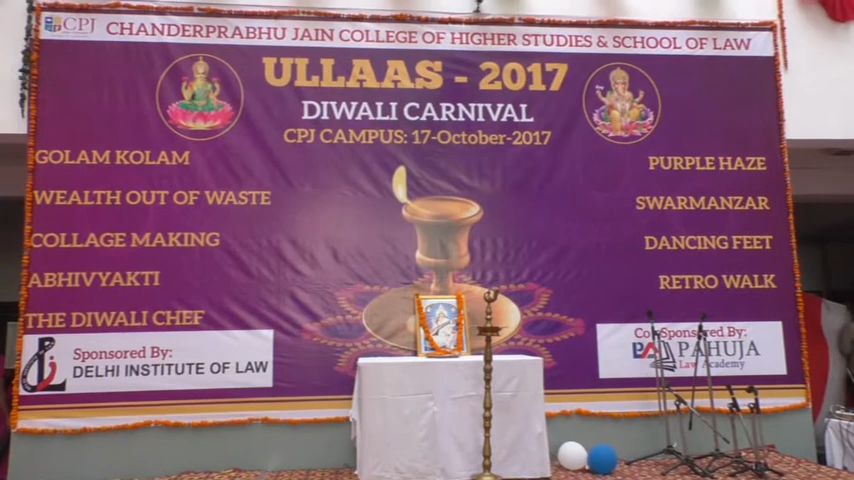 CPJ
CHANDERPRABHU JAIN COLLEGE OF HIGHER STUDIES & SCHOOL OF LAW
ULLAAS - 2017
DIWALI CARNIVAL
CPJ CAMPUS: 17-October-2017
GOLAM KOLAM
WEALTH OUT OF WASTE
COLLAGE MAKING
ABHIVYAKTI
THE DIWALI CHEF
PURPLE HAZE
SWARMANZAR
DANCING FEET
RETRO WALK
Sponsored By:
DELHI INSTITUTE OF LAW
Co-Sponsored By:
PAHUJA
Law Academy